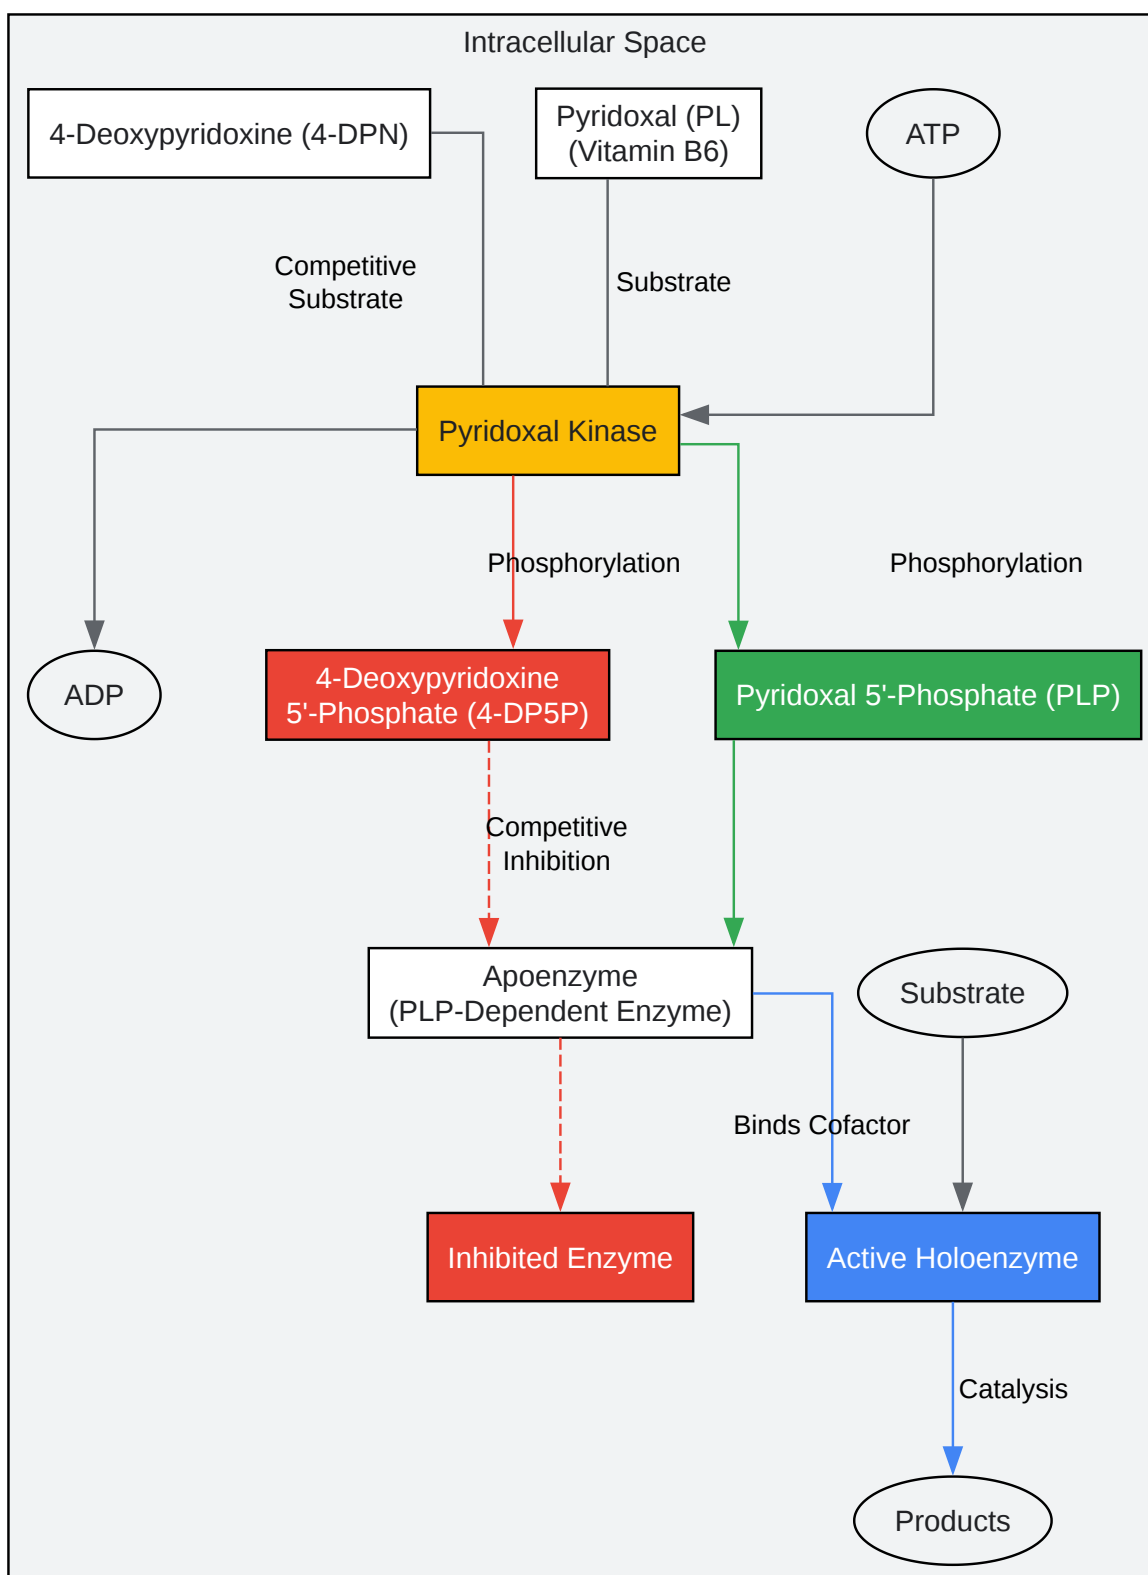 Intracellular Space
4-Deoxypyridoxine (4-DPN)
Pyridoxal (PL)
(Vitamin B6)
ATP
Competitive
Substrate
Substrate
Pyridoxal Kinase
Phosphorylation
Phosphorylation
ADP
4-Deoxypyridoxine
5'-Phosphate (4-DP5P)
Pyridoxal 5'-Phosphate (PLP)
Competitive
Inhibition
Apoenzyme
(PLP-Dependent Enzyme)
Substrate
Binds Cofactor
Inhibited Enzyme
Active Holoenzyme
Catalysis
Products